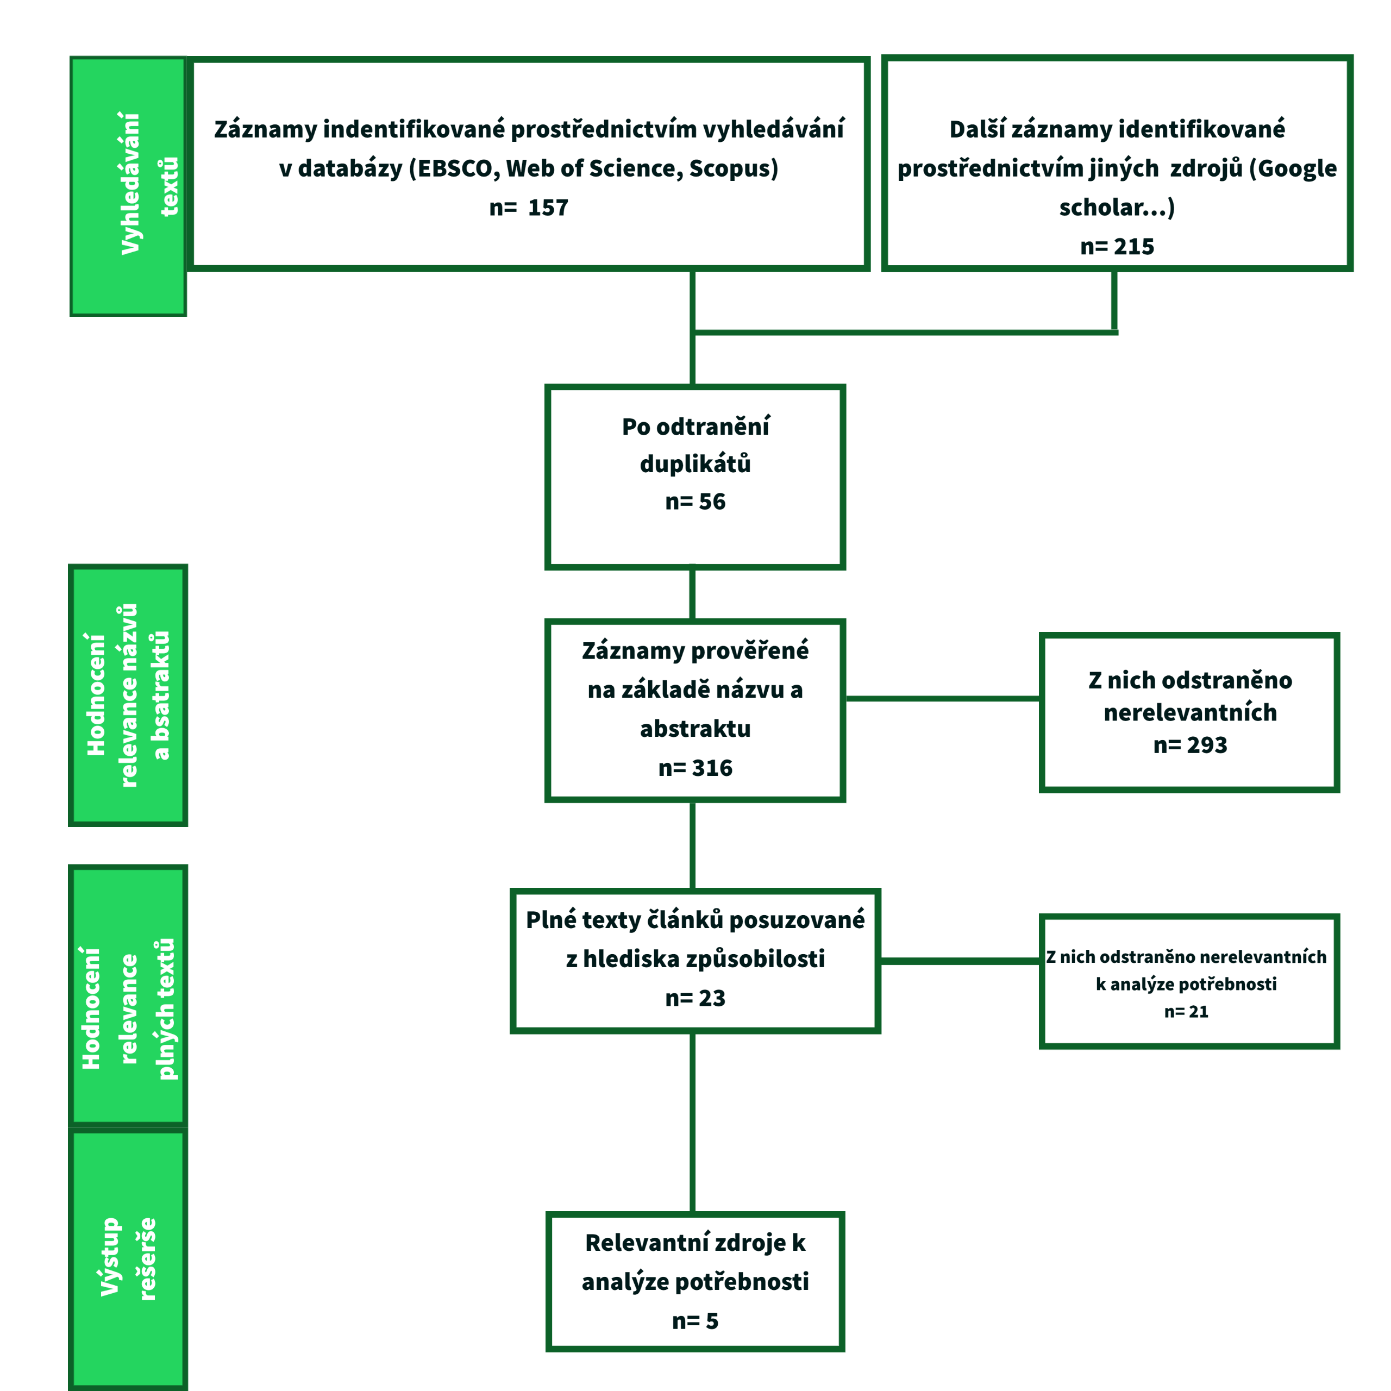 Vyhledávání
textů
Záznamy indentifikované prostřednictvím vyhledávání
v databázy (EBSCO, Web of Science, Scopus)
n=  157
Další záznamy identifikované
prostřednictvím jiných  zdrojů (Google
scholar...)
n= 215
Po odtranění
duplikátů
n= 56
Hodnocení
relevance názvů
a bsatraktů
Záznamy prověřené
na základě názvu a
abstraktu
n= 316
Z nich odstraněno
nerelevantních
n= 293
Hodnocení
relevance
plných textů
Plné texty článků posuzované
z hlediska způsobilosti
n= 23
Z nich odstraněno nerelevantních
k analýze potřebnosti
n= 21
Výstup
rešerše
Relevantní zdroje k
analýze potřebnosti
n= 5